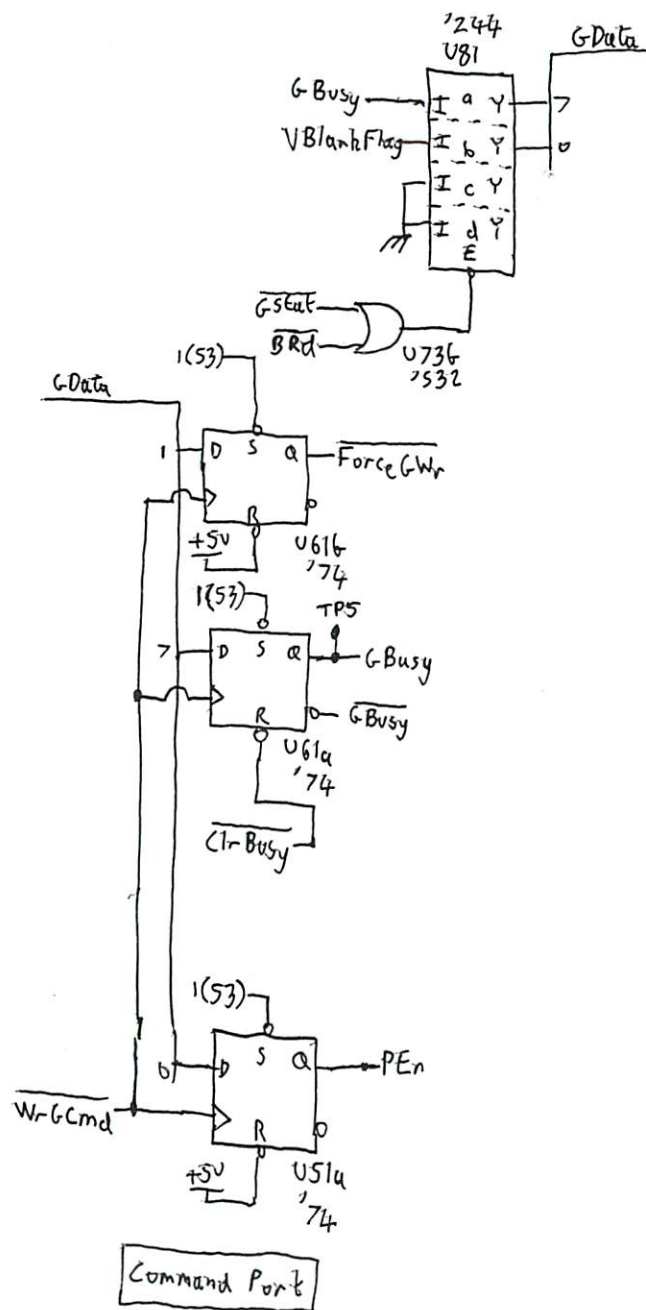 '244
U81
GData
GBusy
I a Y
7
VBlankFlag
I b Y
0
I c Y
I d Y
E
GStat
BRd
U73b
'S32
1(53)
GData
1
D S Q
ForceGWr
R
+5V
U61b
'74
1(53)
TP5
7
D S Q
GBusy
GBusy
R
U61a
'74
ClrBusy
1(53)
0
D S Q
PEn
WrGCmd
R
+5V
U51a
'74
Command Port